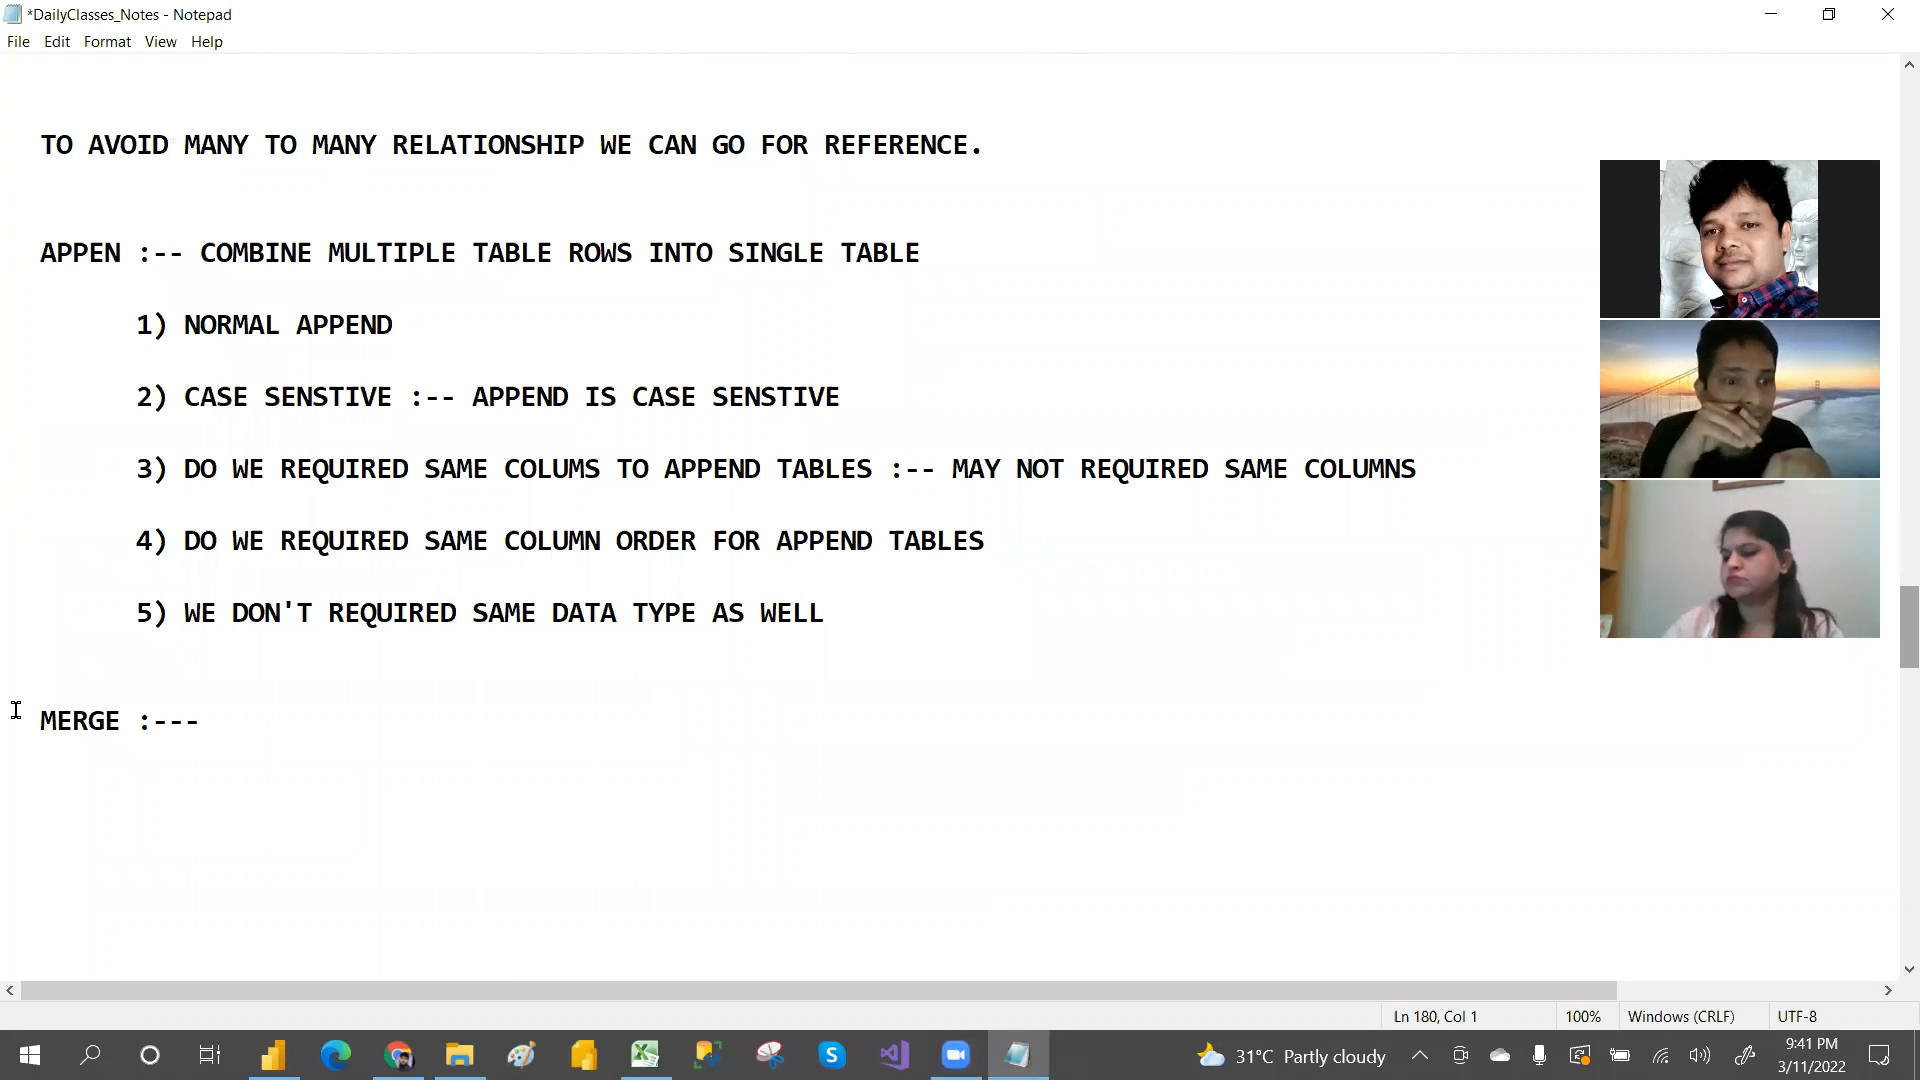 *DailyClasses_Notes - Notepad
File Edit Format View Help
TO AVOID MANY TO MANY RELATIONSHIP WE CAN GO FOR REFERENCE.
APPEN :-- COMBINE MULTIPLE TABLE ROWS INTO SINGLE TABLE
1) NORMAL APPEND
2) CASE SENSTIVE :-- APPEND IS CASE SENSTIVE
3) DO WE REQUIRED SAME COLUMS TO APPEND TABLES :-- MAY NOT REQUIRED SAME COLUMNS
4) DO WE REQUIRED SAME COLUMN ORDER FOR APPEND TABLES
5) WE DON'T REQUIRED SAME DATA TYPE AS WELL
MERGE :---
Ln 180, Col 1 100% Windows (CRLF) UTF-8
31°C Partly cloudy
9:41 PM
3/11/2022